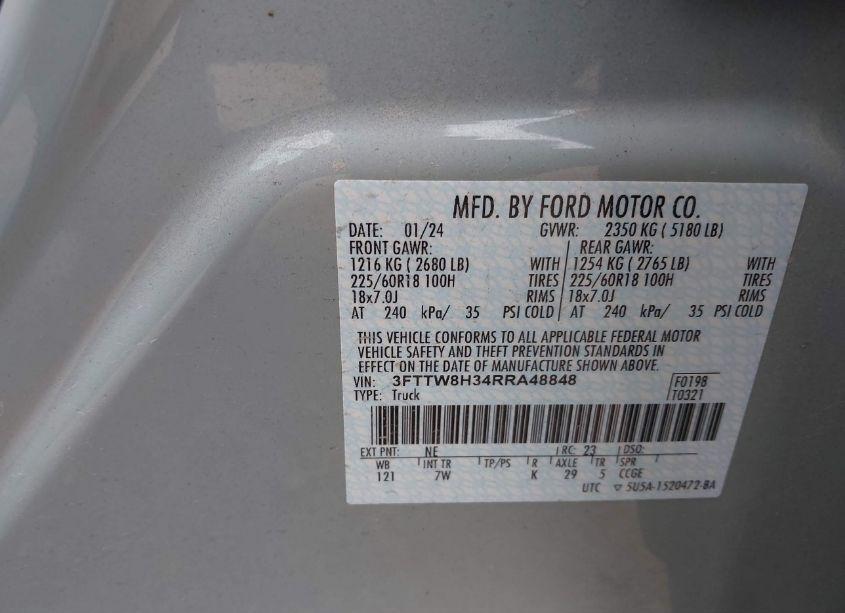 MFD. BY FORD MOTOR CO.
DATE: 01/24 GVWR: 2350 KG ( 5180 LB)
FRONT GAWR: REAR GAWR:
1216 KG ( 2680 LB) WITH 1254 KG ( 2765 LB) WITH
225/60R18 100H TIRES 225/60R18 100H TIRES
18x7.0J RIMS 18x7.0J RIMS
AT 240 kPa/ 35 PSI COLD AT 240 kPa/ 35 PSI COLD
THIS VEHICLE CONFORMS TO ALL APPLICABLE FEDERAL MOTOR
VEHICLE SAFETY AND THEFT PREVENTION STANDARDS IN
EFFECT ON THE DATE OF MANUFACTURE SHOWN ABOVE.
VIN: 3FTTW8H34RRA48848 F0198
TYPE: Truck T0321
EXT PNT: NE RC: 23 DSO:
WB INT TR TP/PS R AXLE TR SPR
121 7W K 29 5 CCGE
UTC ▽ 5U5A-1520472-BA